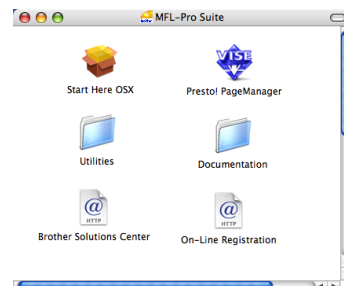 MFL-Pro Suite
VISE
Start Here OSX
Presto! PageManager
Utilities
Documentation
@
HTTP
@
HTTP
Brother Solutions Center
On-Line Registration